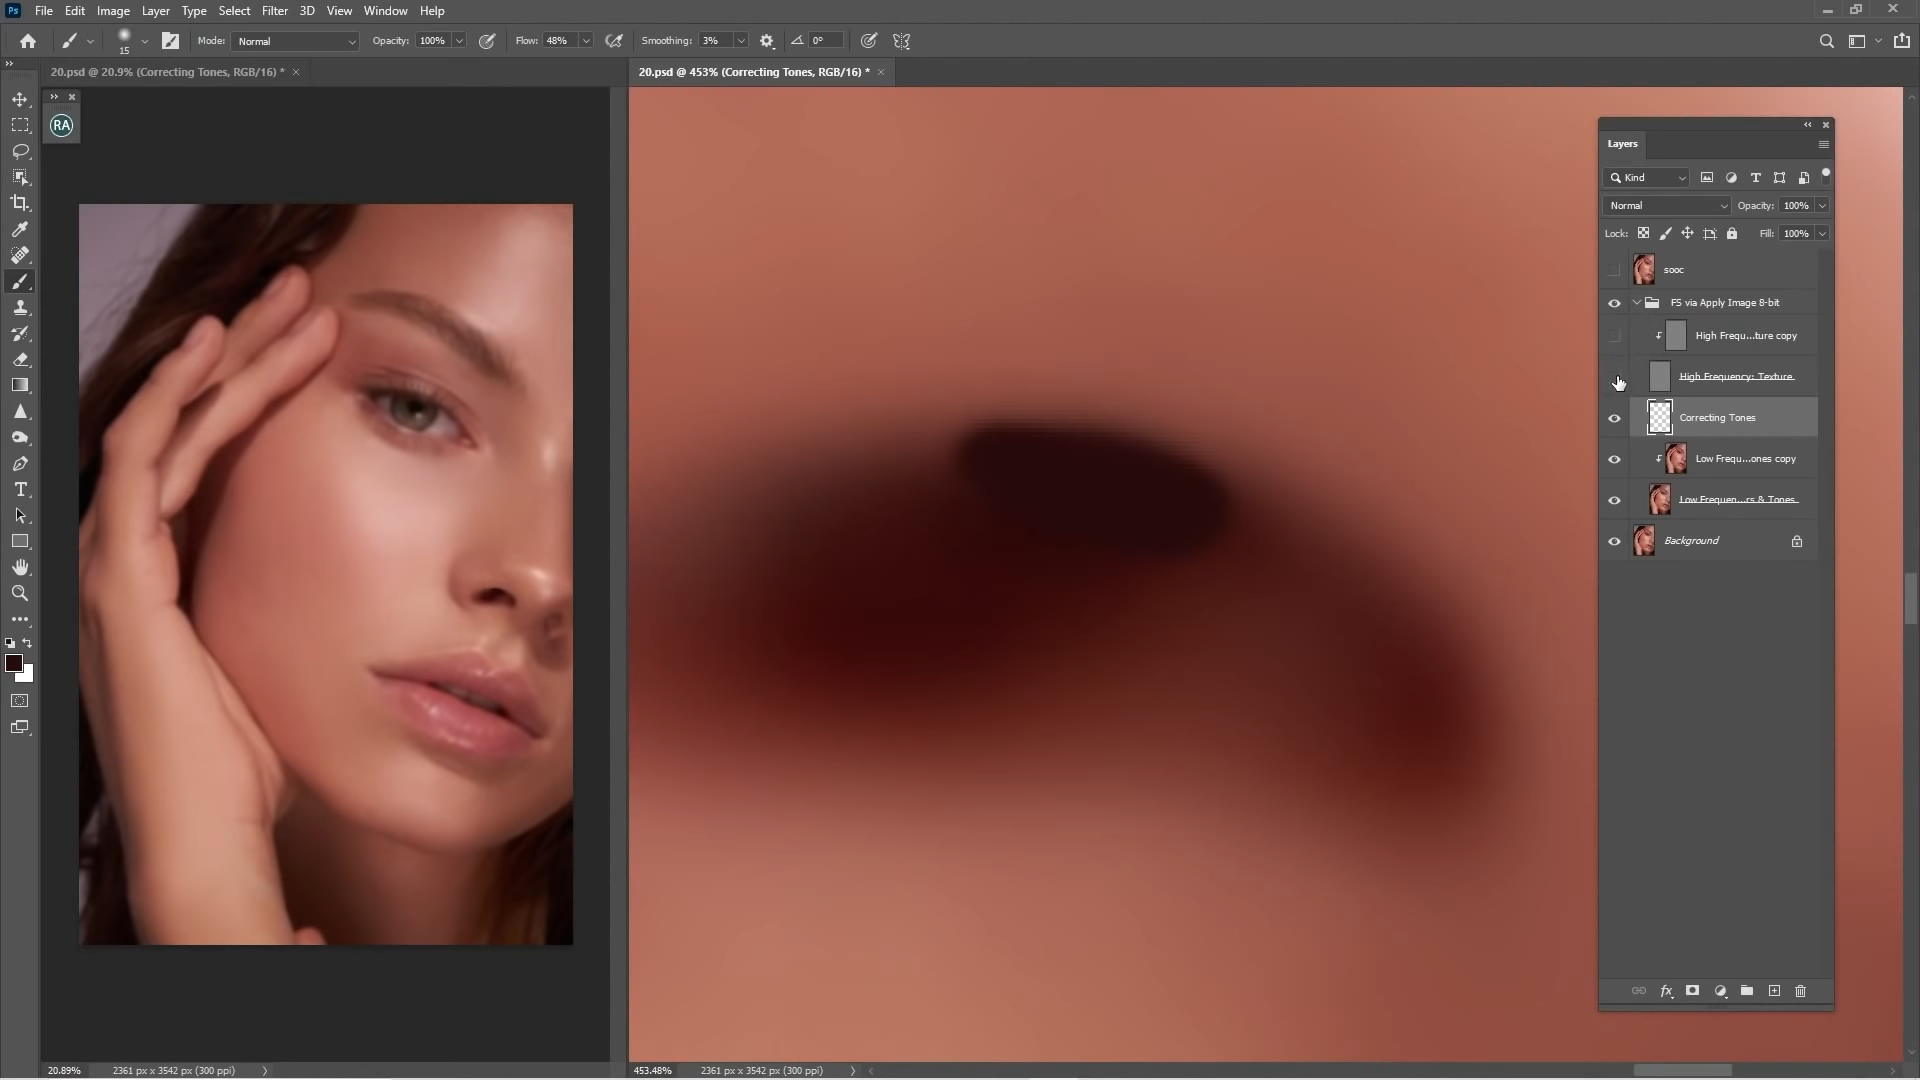 Ps File Edit Image Layer Type Select Filter 3D View Window Help
15 Mode: Normal Opacity: 100% Flow: 48% Smoothing: 3% 0°
20.psd @ 20.9% (Correcting Tones, RGB/16) * ×
20.psd @ 453% (Correcting Tones, RGB/16) * ×
RA
Layers
Kind
Normal Opacity: 100%
Lock: Fill: 100%
sooc
FS via Apply Image 8-bit
High Frequ...ture copy
High Frequency: Texture
Correcting Tones
Low Frequ...ones copy
Low Frequen...rs & Tones
Background
fx
20.89% 2361 px x 3542 px (300 ppi)
453.48% 2361 px x 3542 px (300 ppi)